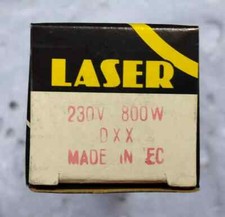 LASER
230V 800W
DXX
MADE IN EC